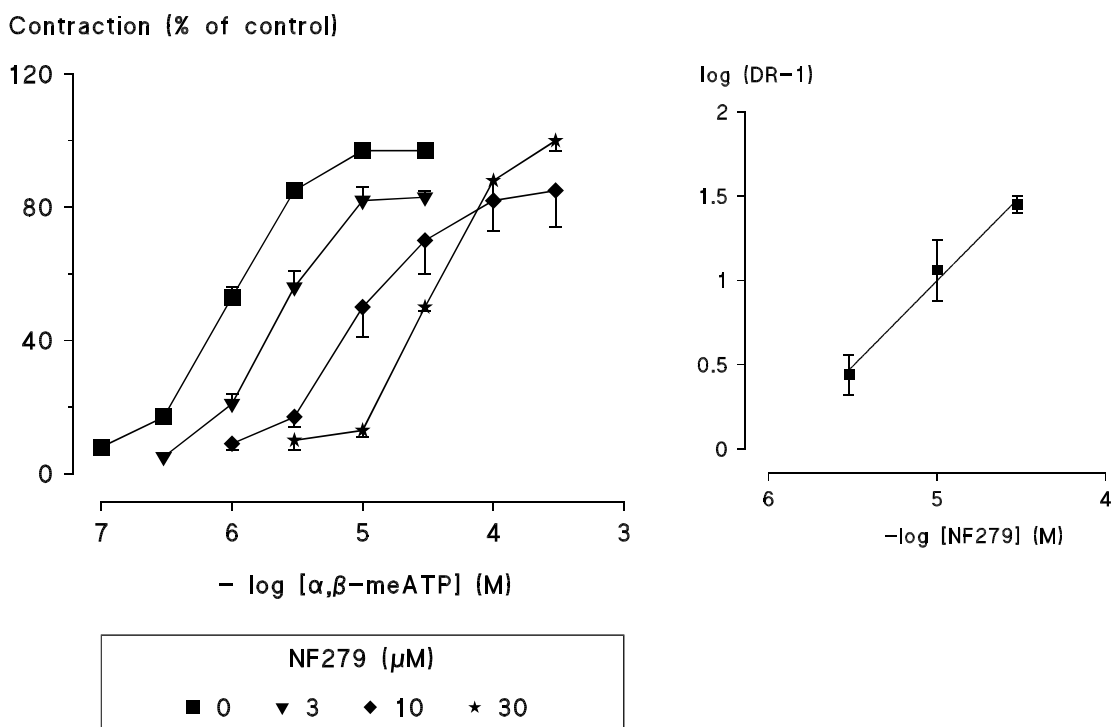 Contraction (% of control)
120
80
40
0
7 6 5 4 3
− log [α,β−meATP] (M)
NF279 (μM)
■ 0 ▼ 3 ◆ 10 ★ 30
log (DR−1)
2
1.5
1
0.5
0
6 5 4
−log [NF279] (M)